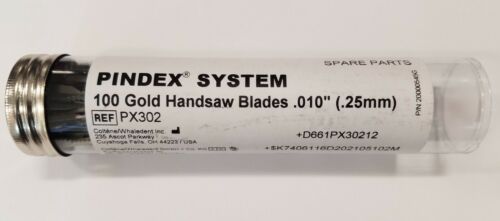 SPARE PARTS
PINDEX® SYSTEM
100 Gold Handsaw Blades .010" (.25mm)
REF PX302
Coltène/Whaledent Inc.
235 Ascot Parkway
Cuyahoga Falls, OH 44223 / USA
+D661PX30212
+$K7406116D202105102M